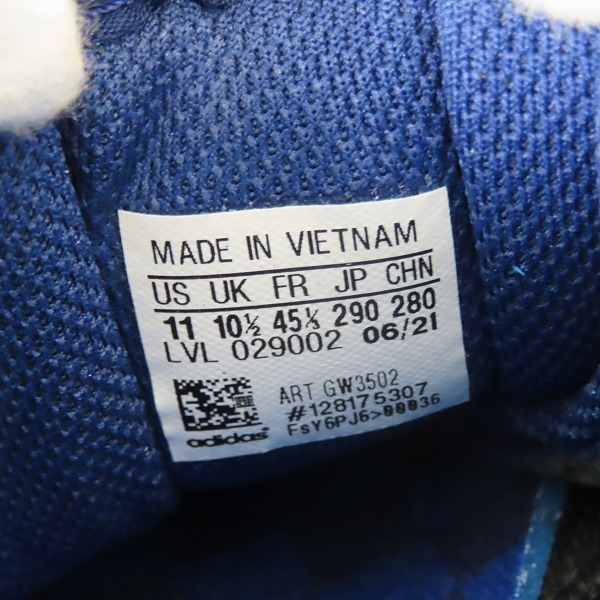 MADE IN VIETNAM
US UK FR JP CHN
11 10½ 45⅓ 290 280
LVL 029002 06/21
ART GW3502
#128175307
adidas FsY6PJ6>00036